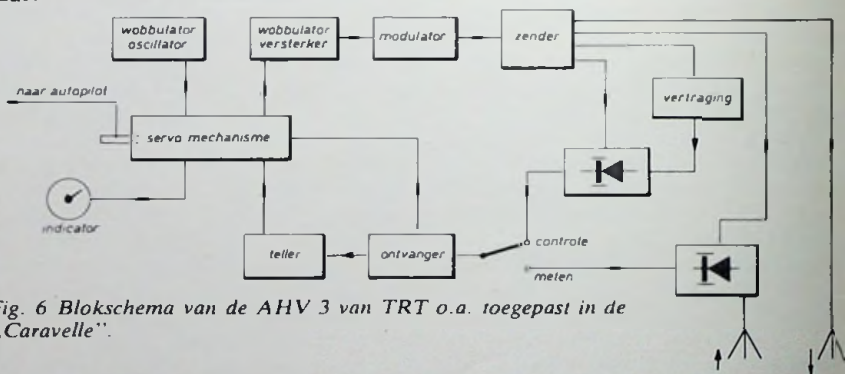 wobbulator
oscillator
wobbulator
versterker
modulator
zender
naar autopilot
vertraging
servo mechanisme
indicator
teller
ontvanger
controle
meten
Fig. 6 Blokschema van de AHV 3 van TRT o.a. toegepast in de
„Caravelle”.